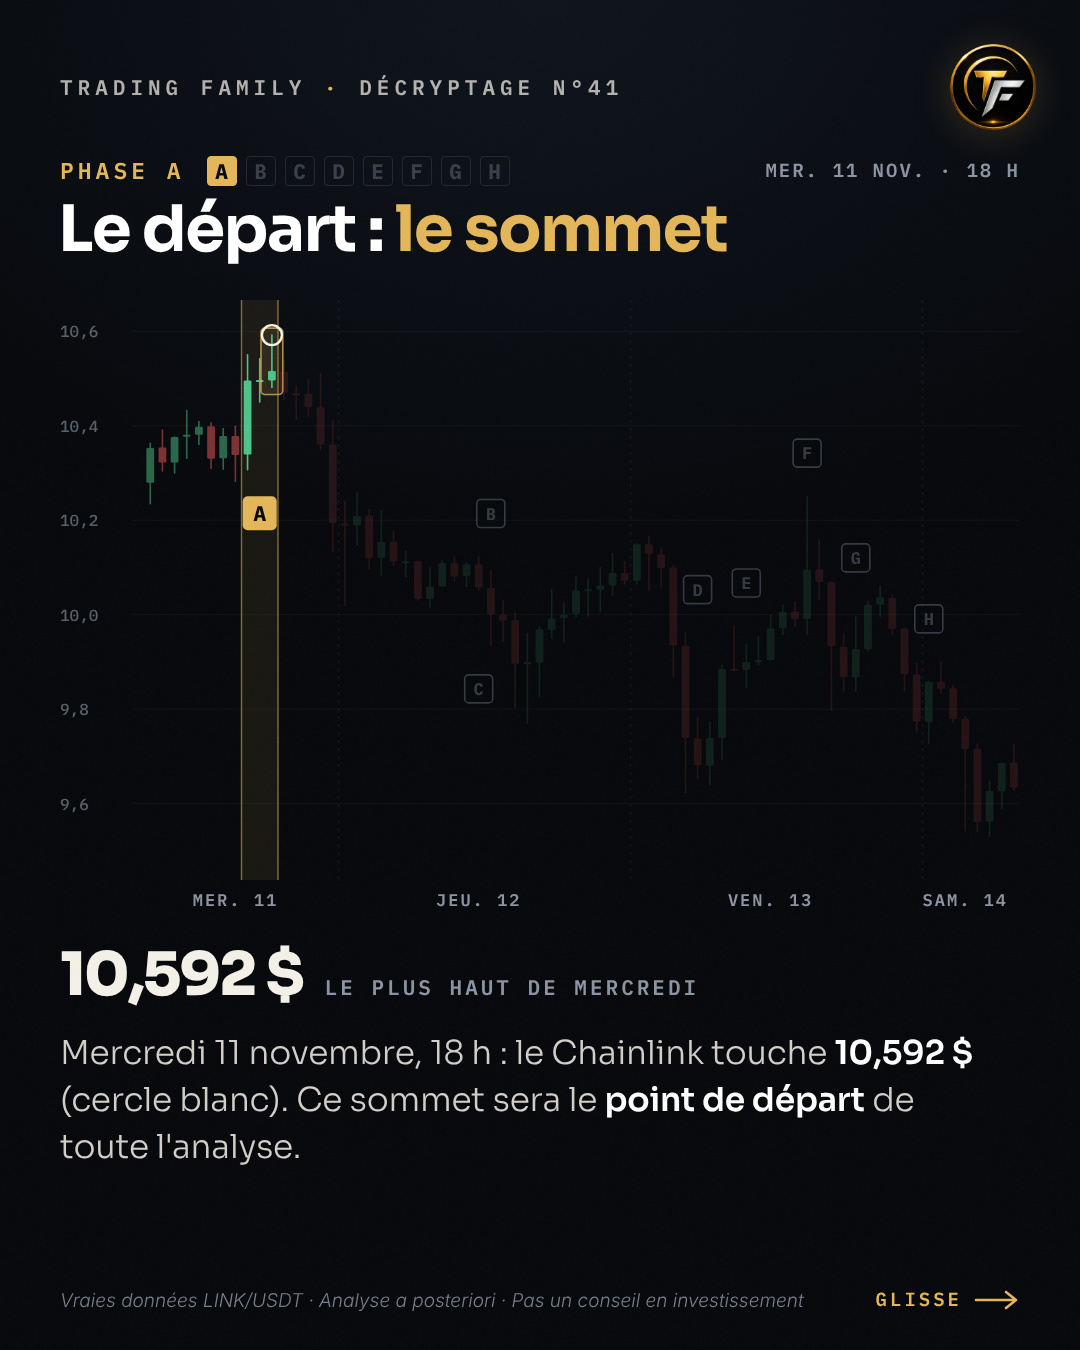 TRADING FAMILY · DÉCRYPTAGE N°41
TF
PHASE A A B C D E F G H
MER. 11 NOV. · 18 H
Le départ : le sommet
10,6
10,4
10,2
10,0
9,8
9,6
A
B
C
D
E
F
G
H
MER. 11 JEU. 12 VEN. 13 SAM. 14
10,592 $ LE PLUS HAUT DE MERCREDI
Mercredi 11 novembre, 18 h : le Chainlink touche 10,592 $
(cercle blanc). Ce sommet sera le point de départ de
toute l'analyse.
Vraies données LINK/USDT · Analyse a posteriori · Pas un conseil en investissement
GLISSE →